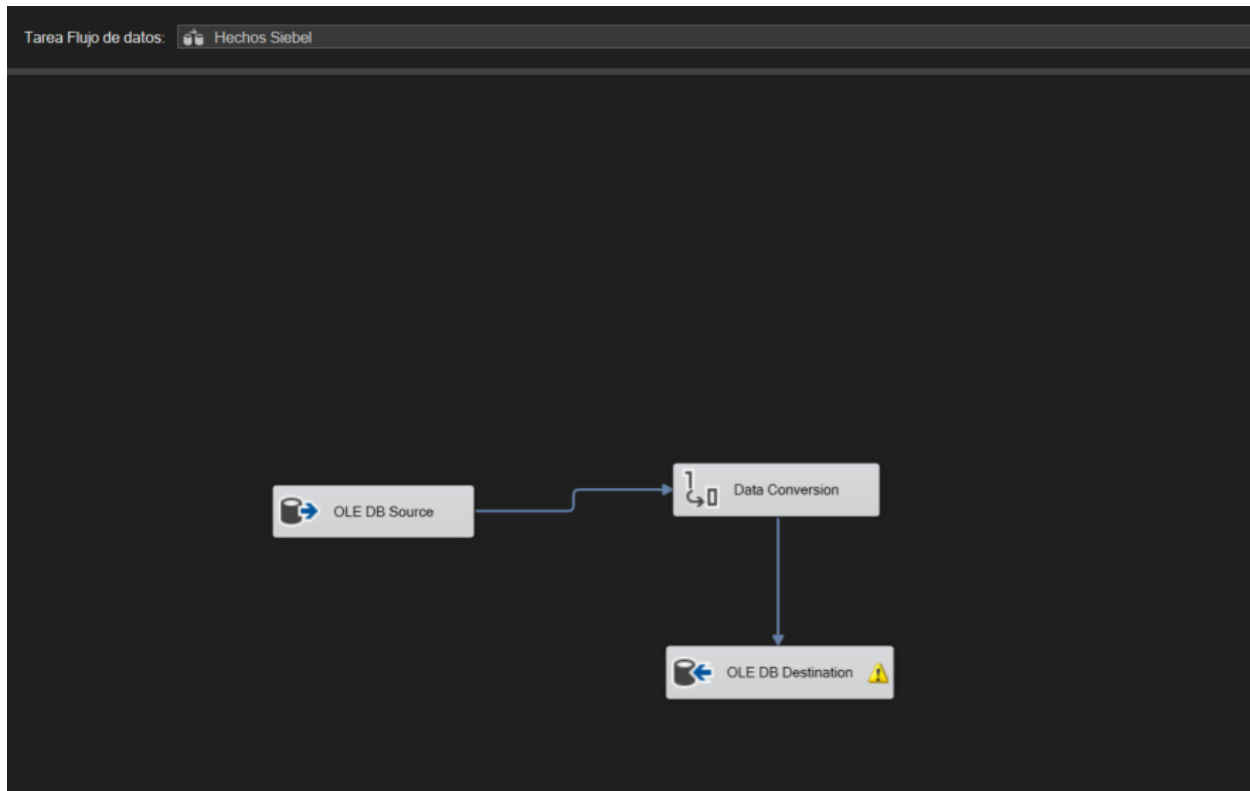 Tarea Flujo de datos: Hechos Siebel
Data Conversion
OLE DB Source
OLE DB Destination